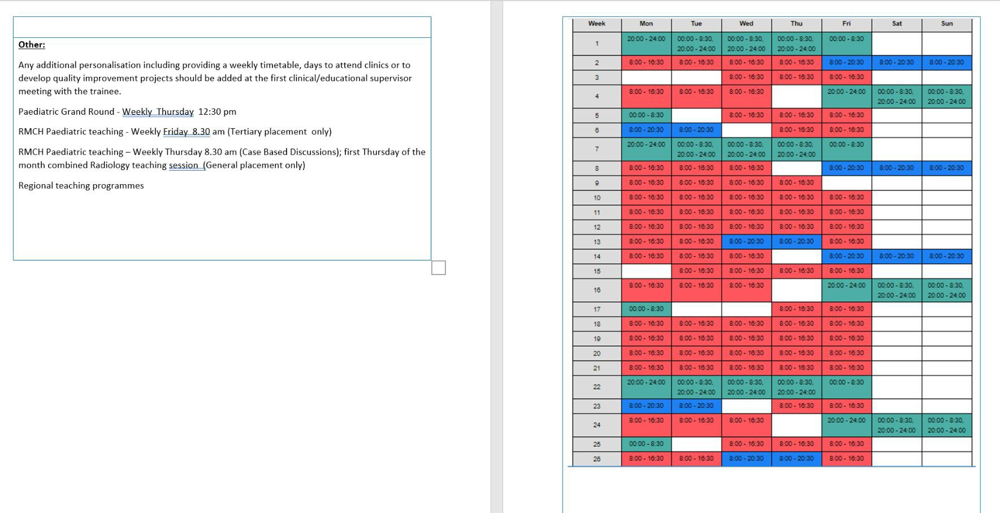 Other:
Any additional personalisation including providing a weekly timetable, days to attend clinics or to
develop quality improvement projects should be added at the first clinical/educational supervisor
meeting with the trainee.
Paediatric Grand Round - Weekly  Thursday  12:30 pm
RMCH Paediatric teaching - Weekly Friday  8.30 am (Tertiary placement  only)
RMCH Paediatric teaching – Weekly Thursday 8.30 am (Case Based Discussions); first Thursday of the
month combined Radiology teaching session  (General placement only)
Regional teaching programmes
Week Mon Tue Wed Thu Fri Sat Sun
1 20:00 - 24:00 00:00 - 8:30, 00:00 - 8:30, 00:00 - 8:30, 00:00 - 8:30
20:00 - 24:00 20:00 - 24:00 20:00 - 24:00
2 8:00 - 16:30 8:00 - 16:30 8:00 - 16:30 8:00 - 16:30 8:00 - 20:30 8:00 - 20:30 8:00 - 20:30
3 8:00 - 16:30 8:00 - 16:30 8:00 - 16:30
4 8:00 - 16:30 8:00 - 16:30 8:00 - 16:30 20:00 - 24:00 00:00 - 8:30, 00:00 - 8:30,
20:00 - 24:00 20:00 - 24:00
5 00:00 - 8:30 8:00 - 16:30 8:00 - 16:30 8:00 - 16:30
6 8:00 - 20:30 8:00 - 20:30 8:00 - 16:30 8:00 - 16:30
7 20:00 - 24:00 00:00 - 8:30, 00:00 - 8:30, 00:00 - 8:30, 00:00 - 8:30
20:00 - 24:00 20:00 - 24:00 20:00 - 24:00
8 8:00 - 16:30 8:00 - 16:30 8:00 - 16:30 8:00 - 20:30 8:00 - 20:30 8:00 - 20:30
9 8:00 - 16:30 8:00 - 16:30 8:00 - 16:30 8:00 - 16:30
10 8:00 - 16:30 8:00 - 16:30 8:00 - 16:30 8:00 - 16:30 8:00 - 16:30
11 8:00 - 16:30 8:00 - 16:30 8:00 - 16:30 8:00 - 16:30 8:00 - 16:30
12 8:00 - 16:30 8:00 - 16:30 8:00 - 16:30 8:00 - 16:30 8:00 - 16:30
13 8:00 - 16:30 8:00 - 16:30 8:00 - 20:30 8:00 - 20:30 8:00 - 16:30
14 8:00 - 16:30 8:00 - 16:30 8:00 - 16:30 8:00 - 20:30 8:00 - 20:30 8:00 - 20:30
15 8:00 - 16:30 8:00 - 16:30 8:00 - 16:30 8:00 - 16:30
16 8:00 - 16:30 8:00 - 16:30 8:00 - 16:30 20:00 - 24:00 00:00 - 8:30, 00:00 - 8:30,
20:00 - 24:00 20:00 - 24:00
17 00:00 - 8:30 8:00 - 16:30 8:00 - 16:30
18 8:00 - 16:30 8:00 - 16:30 8:00 - 16:30 8:00 - 16:30 8:00 - 16:30
19 8:00 - 16:30 8:00 - 16:30 8:00 - 16:30 8:00 - 16:30 8:00 - 16:30
20 8:00 - 16:30 8:00 - 16:30 8:00 - 16:30 8:00 - 16:30 8:00 - 16:30
21 8:00 - 16:30 8:00 - 16:30 8:00 - 16:30 8:00 - 16:30 8:00 - 16:30
22 20:00 - 24:00 00:00 - 8:30, 00:00 - 8:30, 00:00 - 8:30, 00:00 - 8:30
20:00 - 24:00 20:00 - 24:00 20:00 - 24:00
23 8:00 - 20:30 8:00 - 20:30 8:00 - 16:30 8:00 - 16:30
24 8:00 - 16:30 8:00 - 16:30 8:00 - 16:30 20:00 - 24:00 00:00 - 8:30, 00:00 - 8:30,
20:00 - 24:00 20:00 - 24:00
25 00:00 - 8:30 8:00 - 16:30 8:00 - 16:30 8:00 - 16:30
26 8:00 - 16:30 8:00 - 16:30 8:00 - 20:30 8:00 - 20:30 8:00 - 16:30